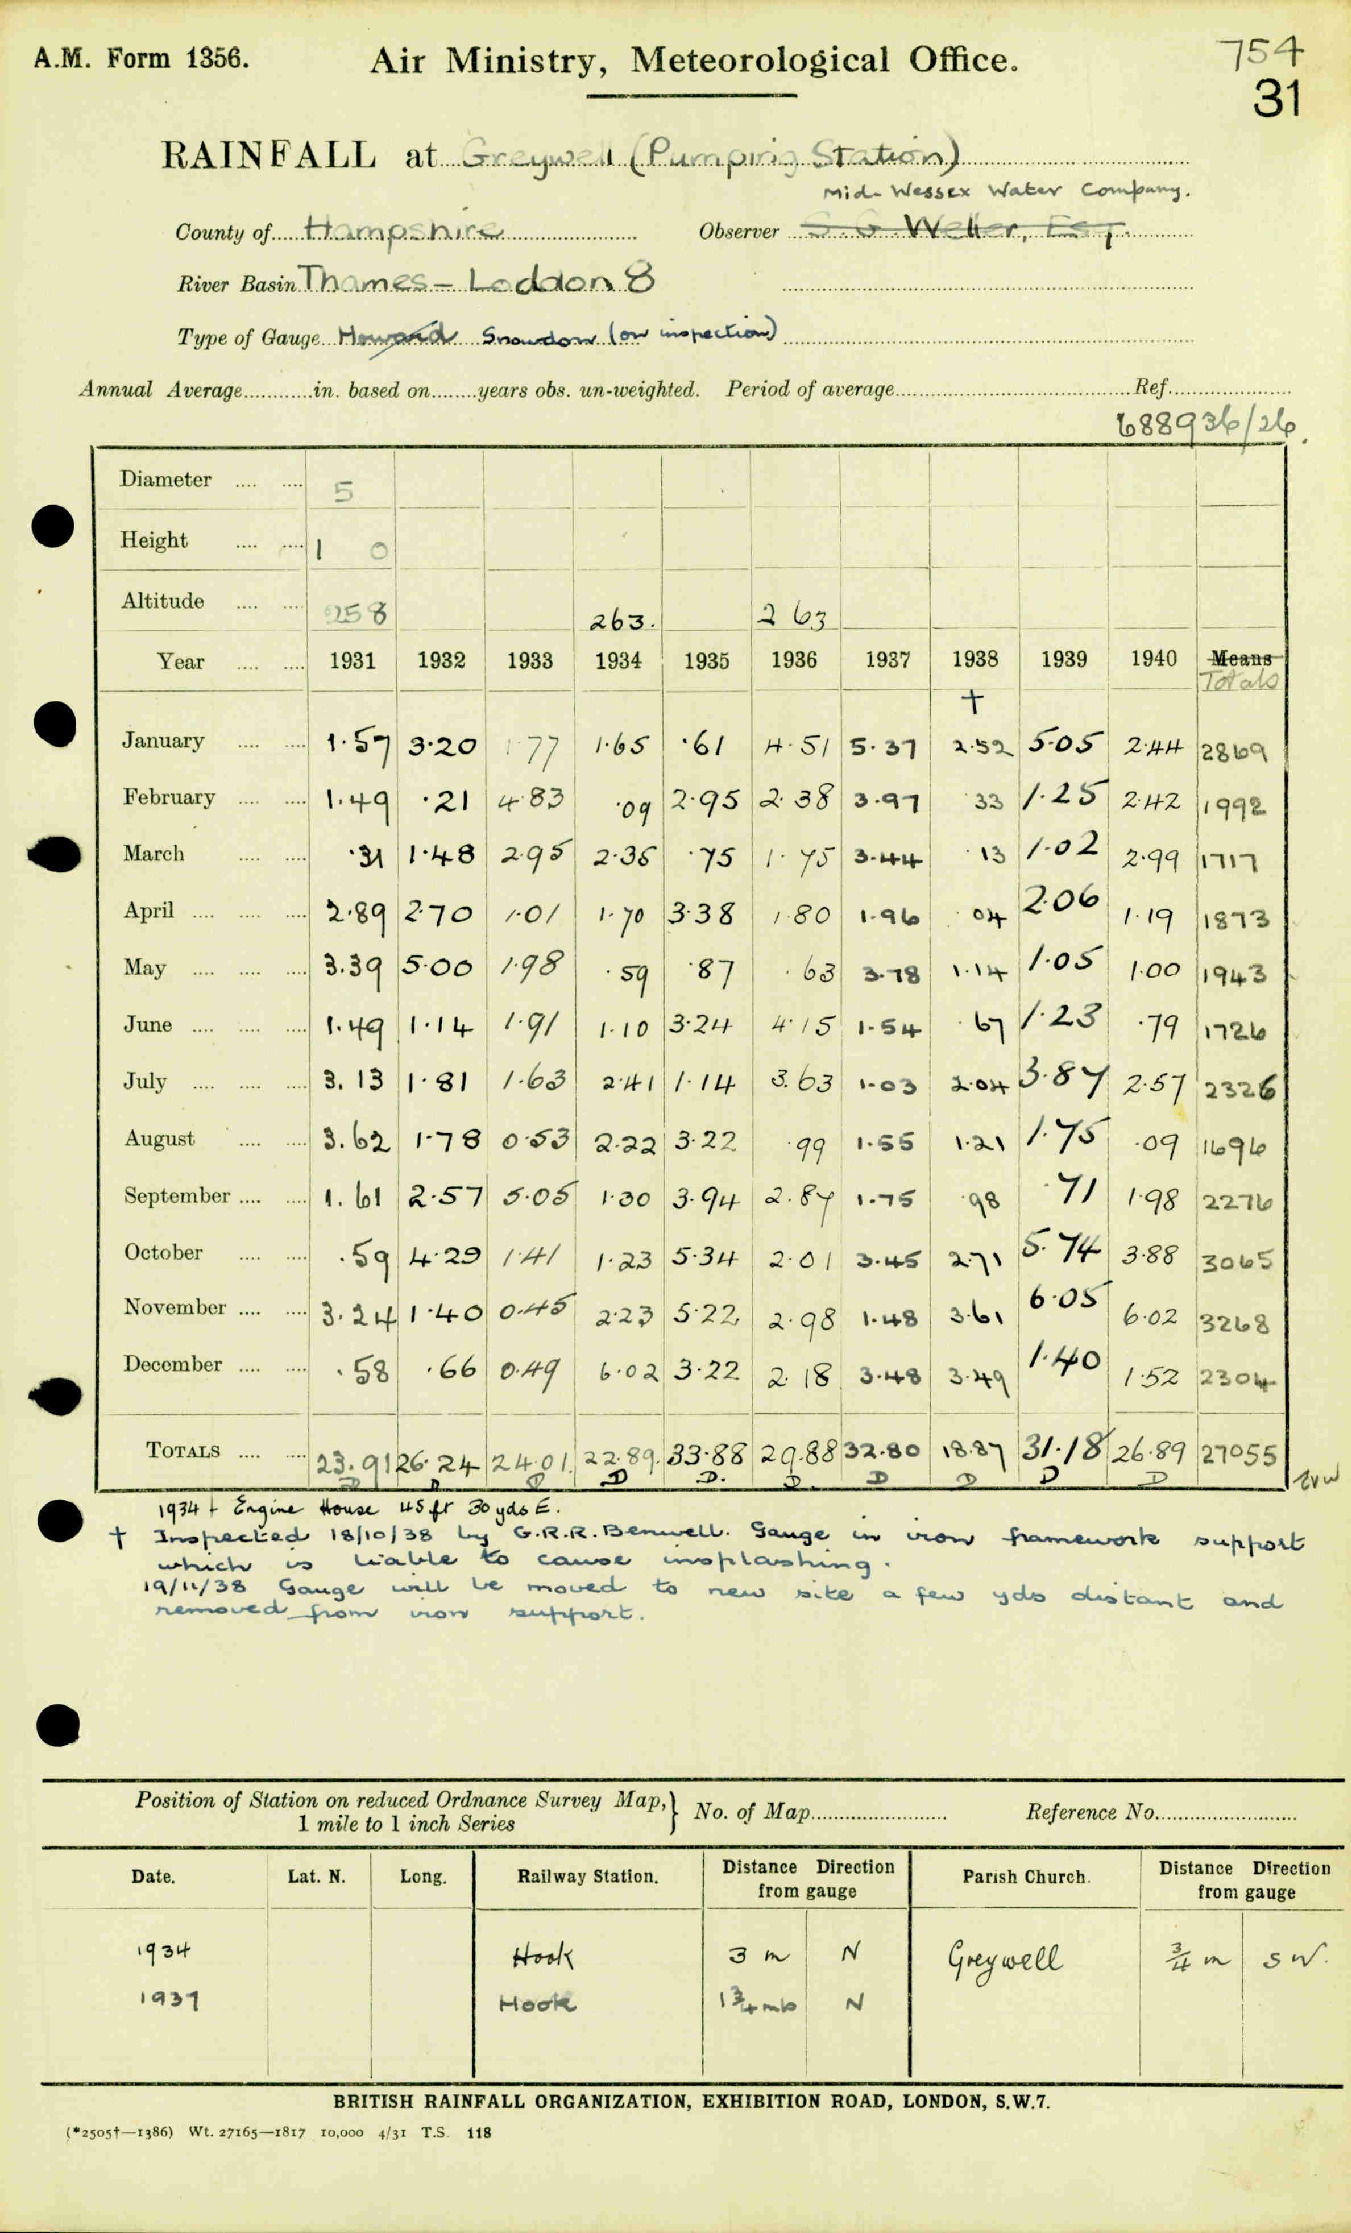 A.M. Form 1356.
Air Ministry, Meteorological Office.
754
31
RAINFALL at Greywell (Pumping Station)
Mid-Wessex Water Company.
County of Hampshire Observer S. G. Weller, Esq.
River Basin Thames – Loddon 8
Type of Gauge Howard Snowdon (on inspection)
Annual Average in. based on years obs. un-weighted. Period of average Ref.
688936/26.
Diameter 5
Height 1 0
Altitude 258 263. 263
Year 1931 1932 1933 1934 1935 1936 1937 1938 1939 1940 Means
Totals
†
January 1.57 3.20 1.77 1.65 .61 4.51 5.37 2.52 5.05 2.44 2869
February 1.49 .21 4.83 .09 2.95 2.38 3.97 .33 1.25 2.42 1992
March .31 1.48 2.95 2.35 .75 1.75 3.44 .13 1.02 2.99 1717
April 2.89 2.70 1.01 1.70 3.38 1.80 1.96 .04 2.06 1.19 1873
May 3.39 5.00 1.98 .59 .87 .63 3.78 1.14 1.05 1.00 1943
June 1.49 1.14 1.91 1.10 3.24 4.15 1.54 .67 1.23 .79 1726
July 3.13 1.81 1.63 2.41 1.14 3.63 1.03 2.04 3.87 2.57 2326
August 3.62 1.78 0.53 2.22 3.22 .99 1.55 1.21 1.75 .09 1696
September 1.61 2.57 5.05 1.30 3.94 2.87 1.75 .98 .71 1.98 2276
October .59 4.29 1.41 1.23 5.34 2.01 3.45 2.71 5.74 3.88 3065
November 3.24 1.40 0.45 2.23 5.22 2.98 1.48 3.61 6.05 6.02 3268
December .58 .66 0.49 6.02 3.22 2.18 3.48 3.49 1.40 1.52 2304
TOTALS 23.91 26.24 24.01 22.89 33.88 29.88 32.80 18.87 31.18 26.89 27055
D D D D D. D. D D D D
1934 † Engine House 45 ft 30 yds E.
† Inspected 18/10/38 by G.R.R. Benwell. Gauge in iron framework support
which is liable to cause insplashing.
19/11/38 Gauge will be moved to new site a few yds distant and
removed from iron support.
Position of Station on reduced Ordnance Survey Map,} No. of Map Reference No.
1 mile to 1 inch Series
Date. Lat. N. Long. Railway Station. Distance Direction Parish Church. Distance Direction
from gauge from gauge
1934 Hook 3 m N Greywell 3/4 m SW.
1937 Hook 1 3/4 mls N
BRITISH RAINFALL ORGANIZATION, EXHIBITION ROAD, LONDON, S.W.7.
(*2505†—1386) Wt. 27165—1817 10,000 4/31 T.S. 118